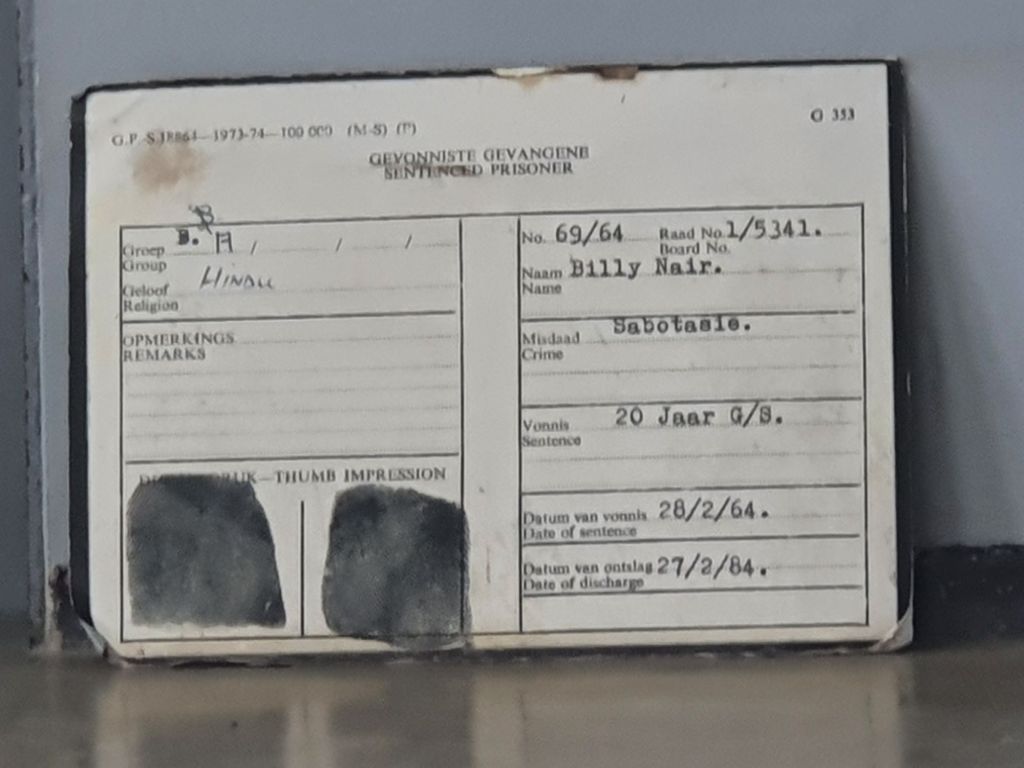 G.P.-S.18864—1973-74—100 000 (M-S) (F)
G 353
GEVONNISTE GEVANGENE
SENTENCED PRISONER
B
Groep B. A / / /
Group
Geloof Hindu
Religion
OPMERKINGS
REMARKS
THUMB IMPRESSION
No. 69/64 Raad No. 1/5341.
Board No.
Naam Billy Nair.
Name
Misdaad Sabotasie.
Crime
Vonnis 20 Jaar G/S.
Sentence
Datum van vonnis 28/2/64.
Date of sentence
Datum van ontslag 27/2/84.
Date of discharge